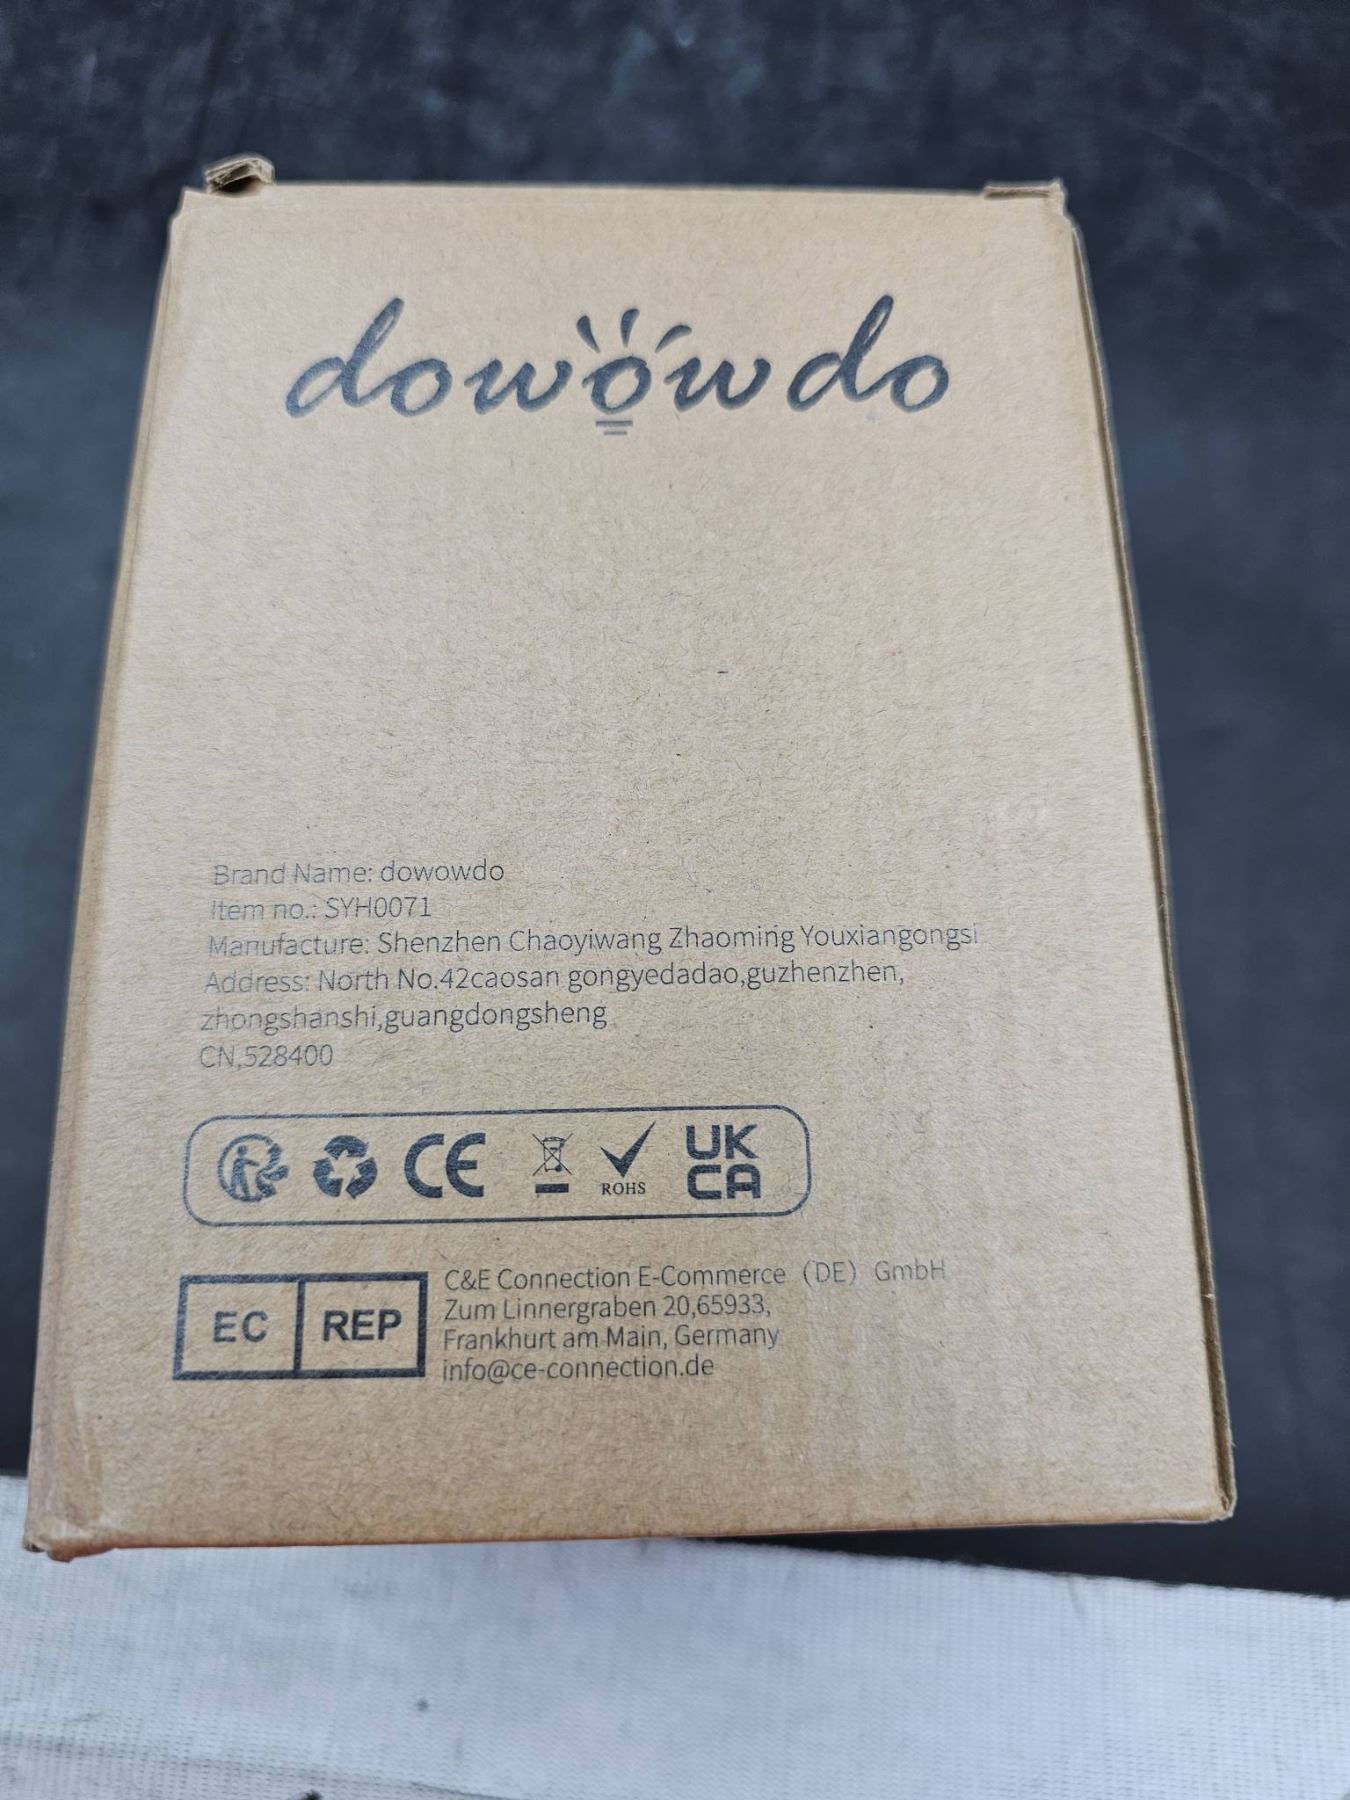 dowowdo
Brand Name: dowowdo
Item no.: SYH0071
Manufacture: Shenzhen Chaoyiwang Zhaoming Youxiangongsi
Address: North No.42caosan gongyedadao,guzhenzhen,
zhongshanshi,guangdongsheng
CN,528400
CE
ROHS
UK
CA
EC REP
C&E Connection E-Commerce（DE）GmbH
Zum Linnergraben 20,65933,
Frankhurt am Main, Germany
info@ce-connection.de